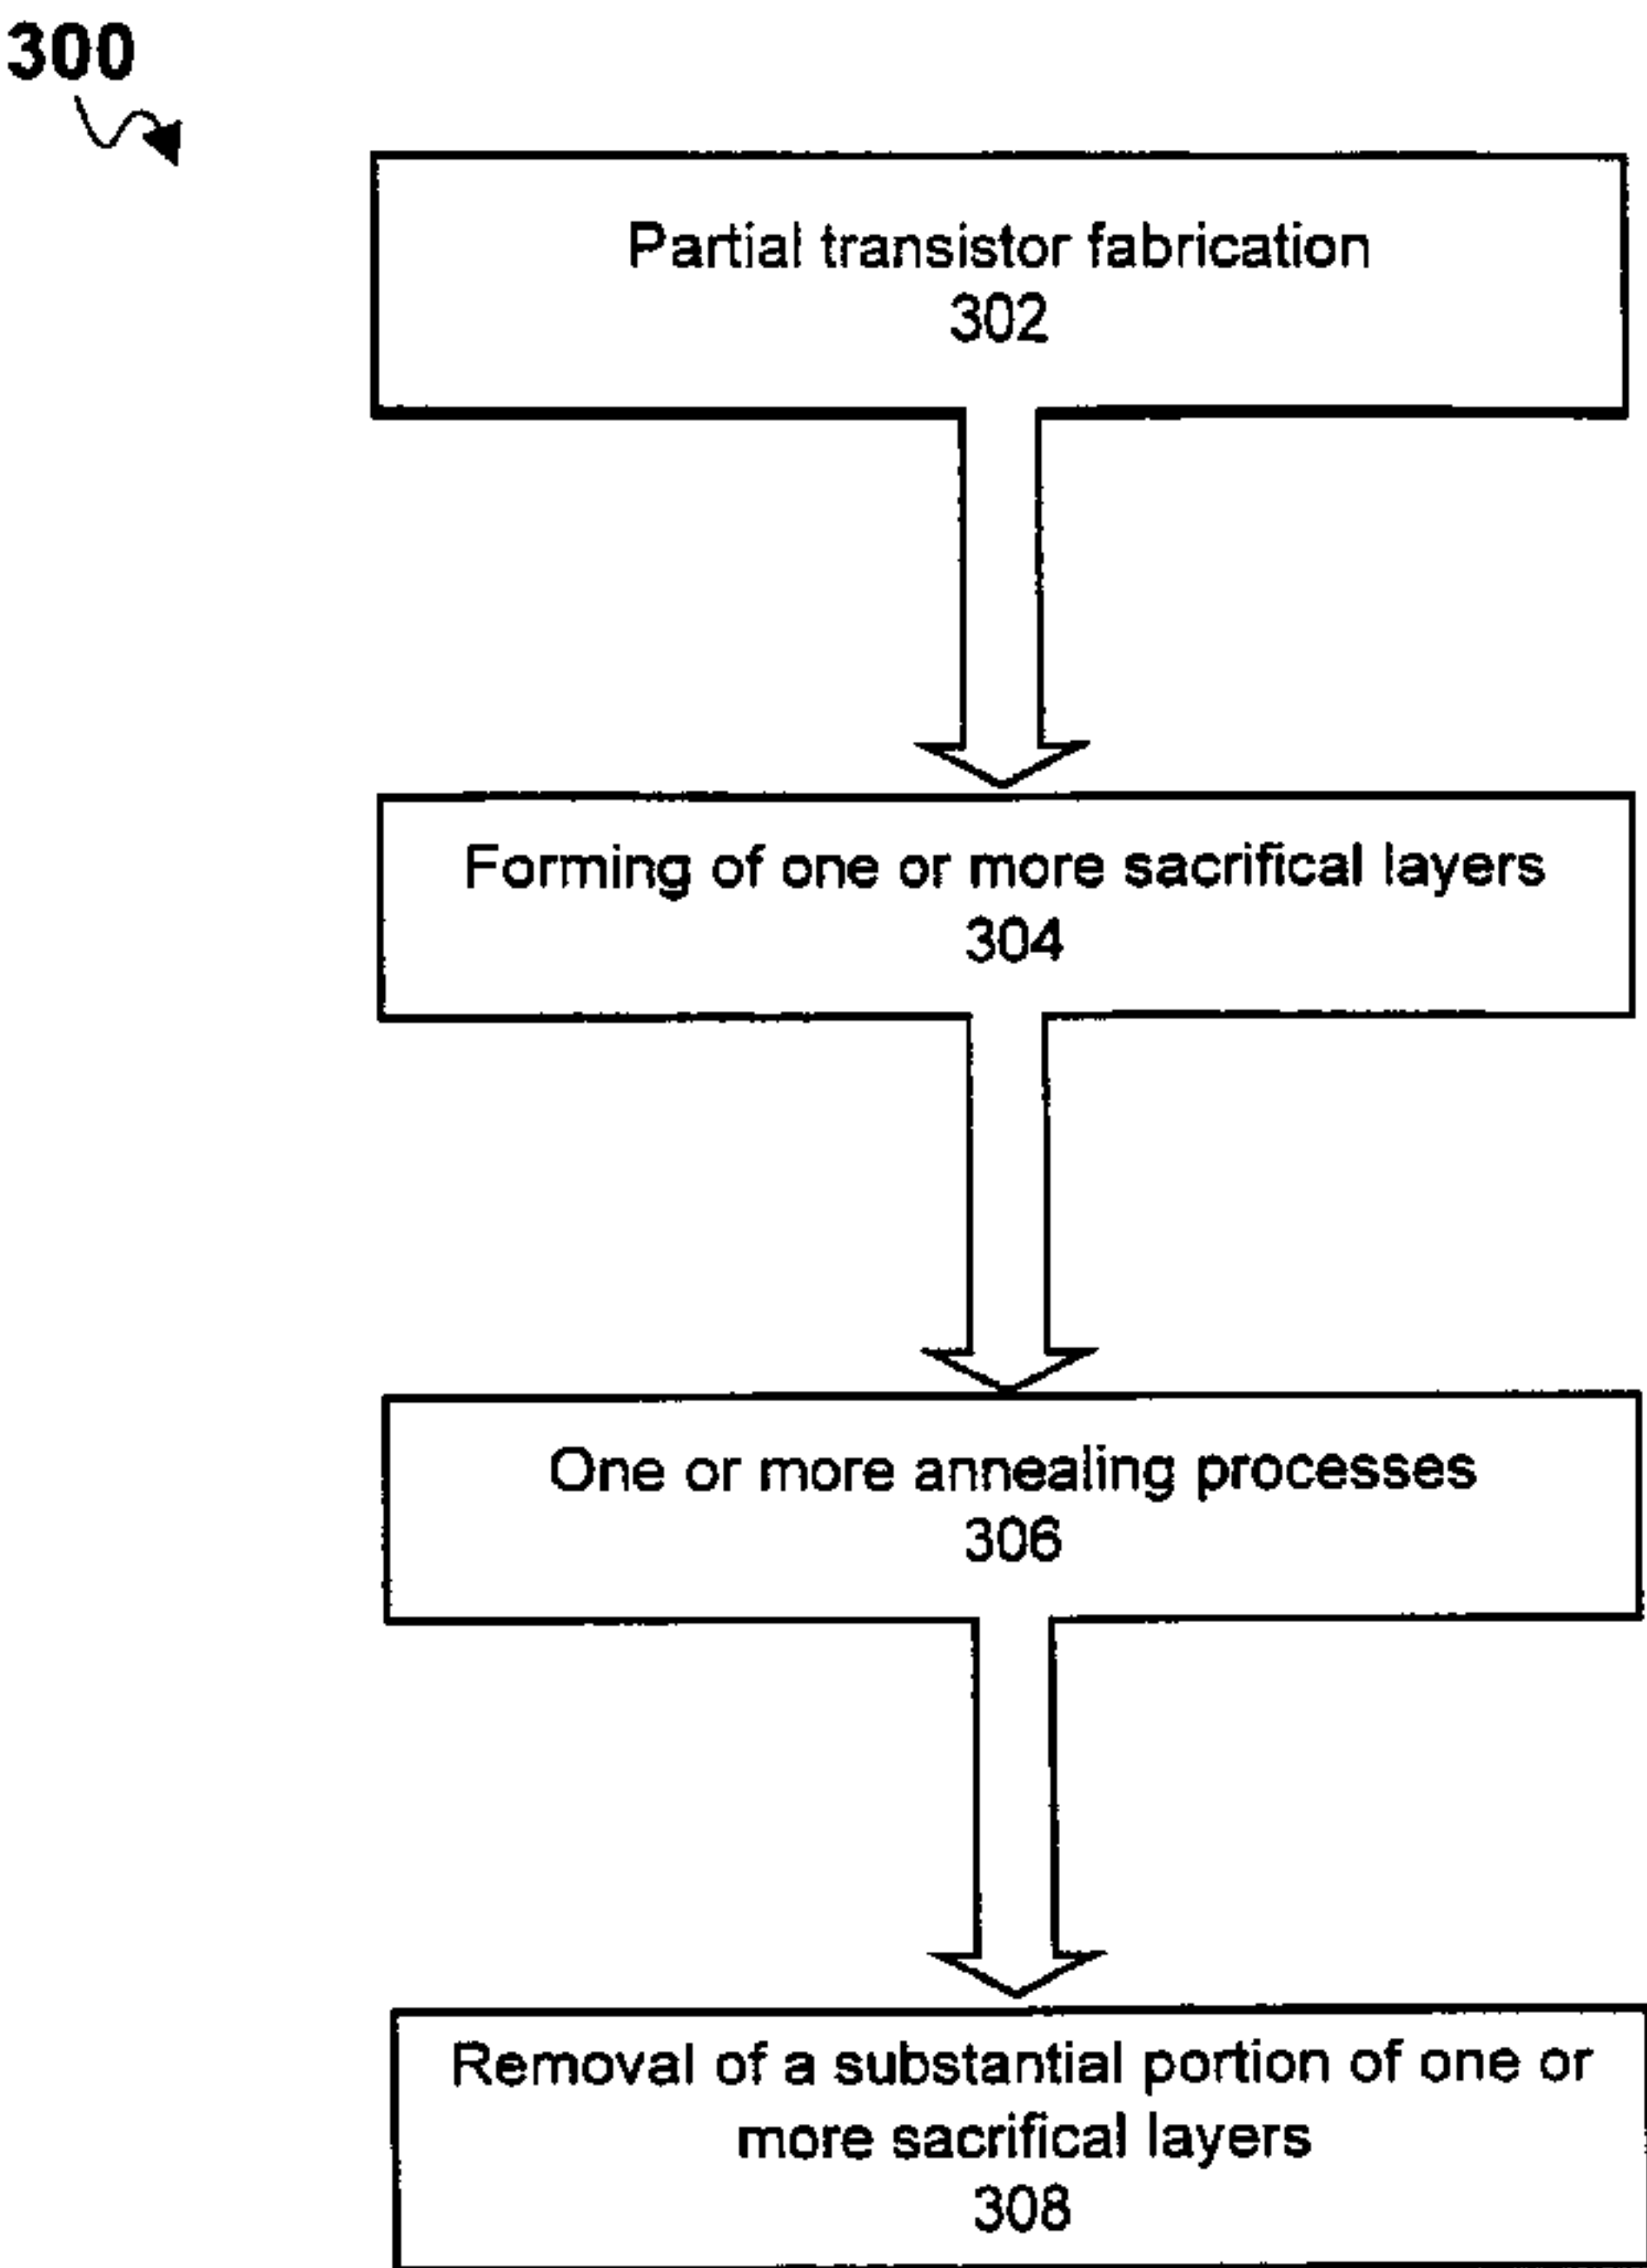 300
Partial transistor fabrication
302
Forming of one or more sacrifical layers
304
One or more annealing processes
306
Removal of a substantial portion of one or
more sacrifical layers
308